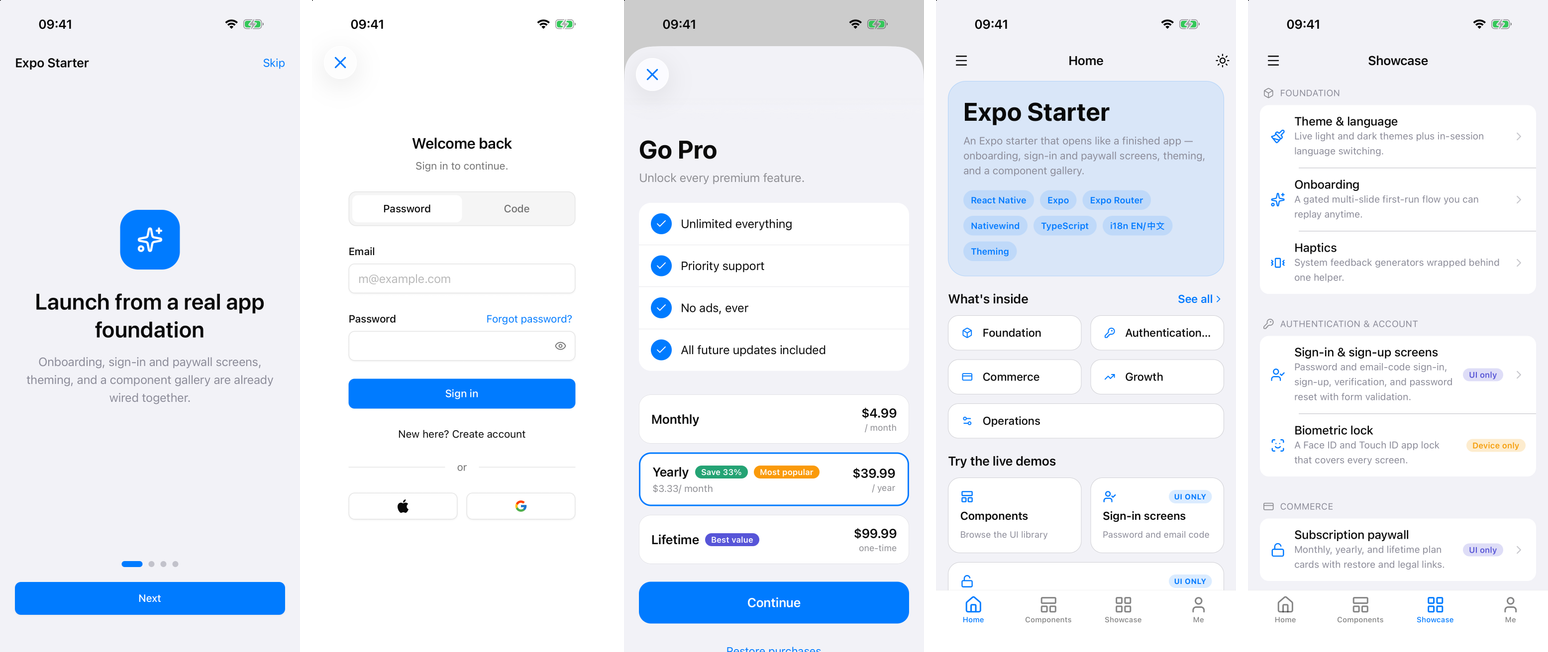 09:41
Expo Starter
Skip
Launch from a real app
foundation
Onboarding, sign-in and paywall screens,
theming, and a component gallery are already
wired together.
Next
09:41
Welcome back
Sign in to continue.
Password
Code
Email
m@example.com
Password
Forgot password?
Sign in
New here? Create account
or
09:41
Go Pro
Unlock every premium feature.
Unlimited everything
Priority support
No ads, ever
All future updates included
Monthly
$4.99
/ month
Yearly
Save 33%
Most popular
$3.33/ month
$39.99
/ year
Lifetime
Best value
$99.99
one-time
Continue
Restore purchases
09:41
Home
Expo Starter
An Expo starter that opens like a finished app —
onboarding, sign-in and paywall screens, theming,
and a component gallery.
React Native
Expo
Expo Router
Nativewind
TypeScript
i18n EN/中文
Theming
What's inside
See all
Foundation
Authentication...
Commerce
Growth
Operations
Try the live demos
Components
Browse the UI library
UI ONLY
Sign-in screens
Password and email code
UI ONLY
Home
Components
Showcase
Me
09:41
Showcase
FOUNDATION
Theme & language
Live light and dark themes plus in-session
language switching.
Onboarding
A gated multi-slide first-run flow you can
replay anytime.
Haptics
System feedback generators wrapped behind
one helper.
AUTHENTICATION & ACCOUNT
Sign-in & sign-up screens
Password and email-code sign-in,
sign-up, verification, and password
reset with form validation.
UI only
Biometric lock
A Face ID and Touch ID app lock
that covers every screen.
Device only
COMMERCE
Subscription paywall
Monthly, yearly, and lifetime plan
cards with restore and legal links.
UI only
Home
Components
Showcase
Me